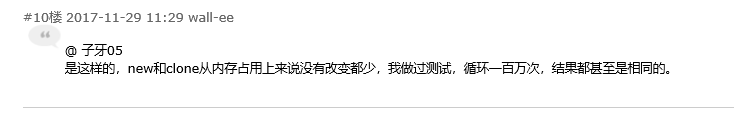 #10楼 2017-11-29 11:29 wall-ee
@ 子牙05
是这样的，new和clone从内存占用上来说没有改变都少，我做过测试，循环一百万次，结果都甚至是相同的。